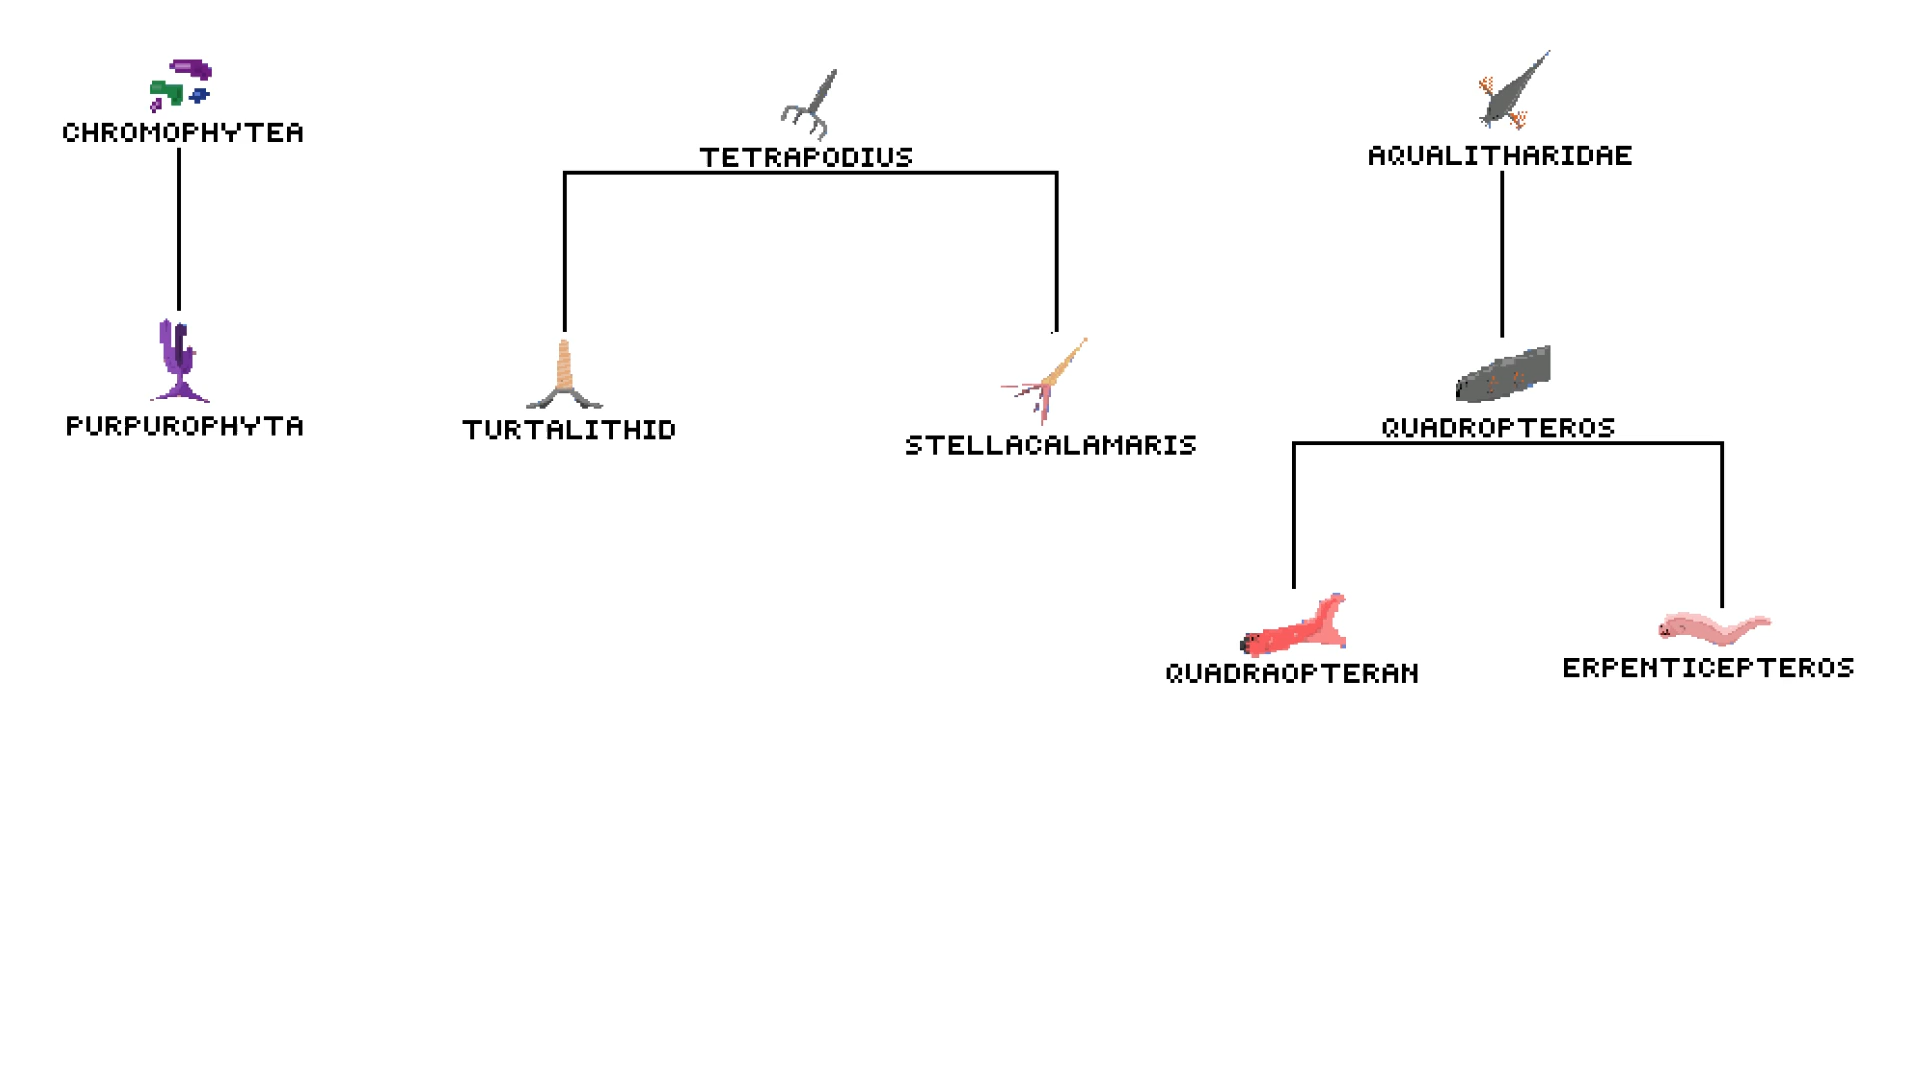 CHROMOPHYTEA
TETRAPODIUS
AQUALITHARIDAE
PURPUROPHYTA
TURTALITHID
STELLACALAMARIS
QUADROPTEROS
QUADRAOPTERAN
ERPENTICEPTEROS